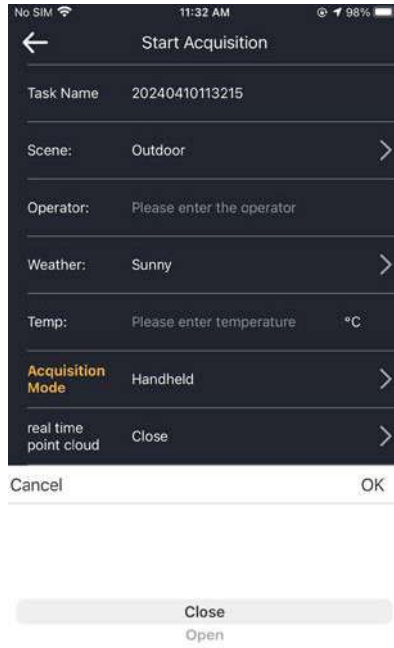 No SIM 11:32 AM 98%
Start Acquisition
Task Name 20240410113215
Scene: Outdoor
Operator: Please enter the operator
Weather: Sunny
Temp: Please enter temperature °C
Acquisition
Mode Handheld
real time
point cloud Close
Cancel OK
Close
Open